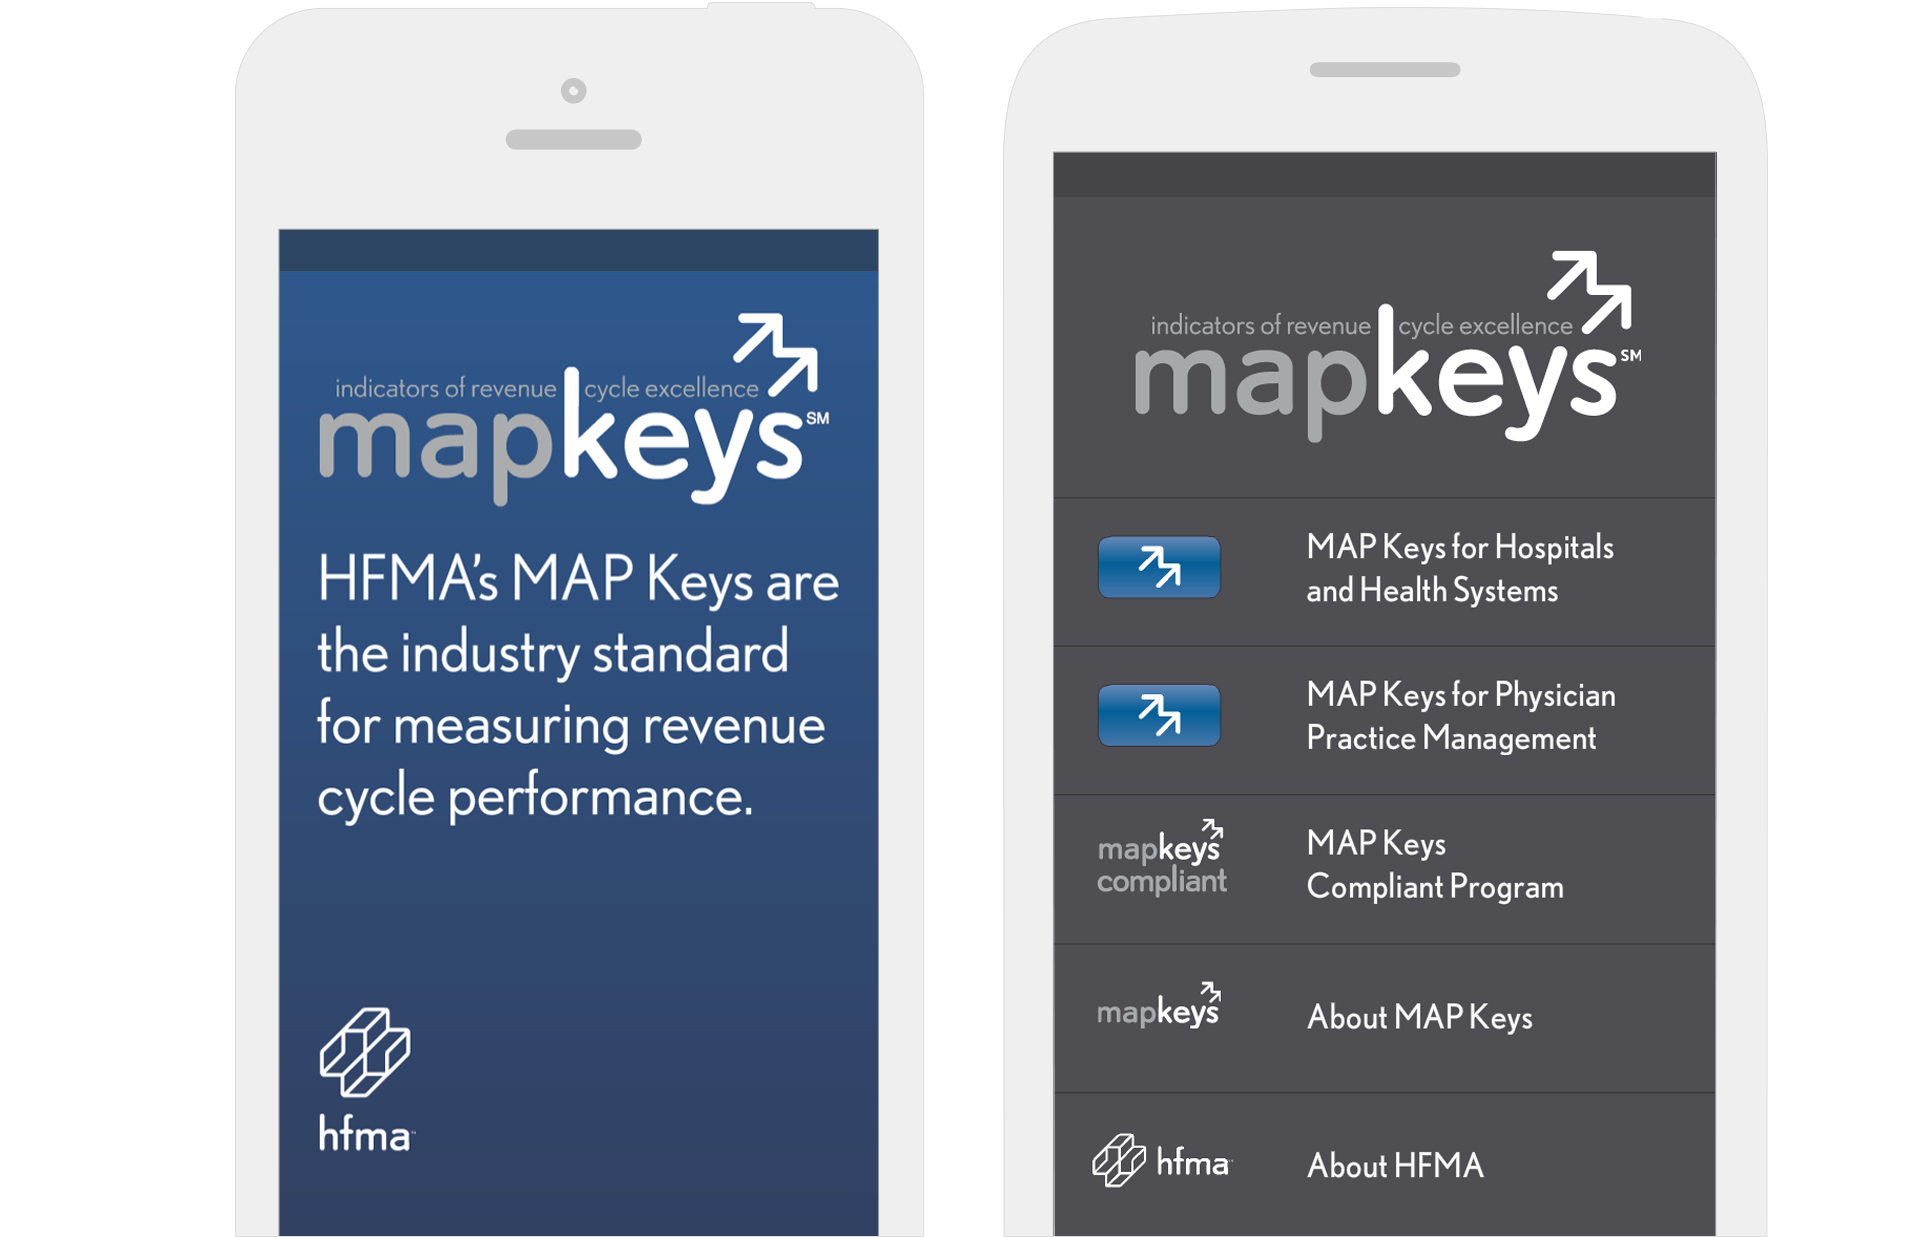 indicators of revenue cycle excellence
mapkeys℠
HFMA's MAP Keys are
the industry standard
for measuring revenue
cycle performance.
hfma™
indicators of revenue cycle excellence
mapkeys℠
MAP Keys for Hospitals
and Health Systems
MAP Keys for Physician
Practice Management
mapkeys
compliant
MAP Keys
Compliant Program
mapkeys
About MAP Keys
hfma™
About HFMA